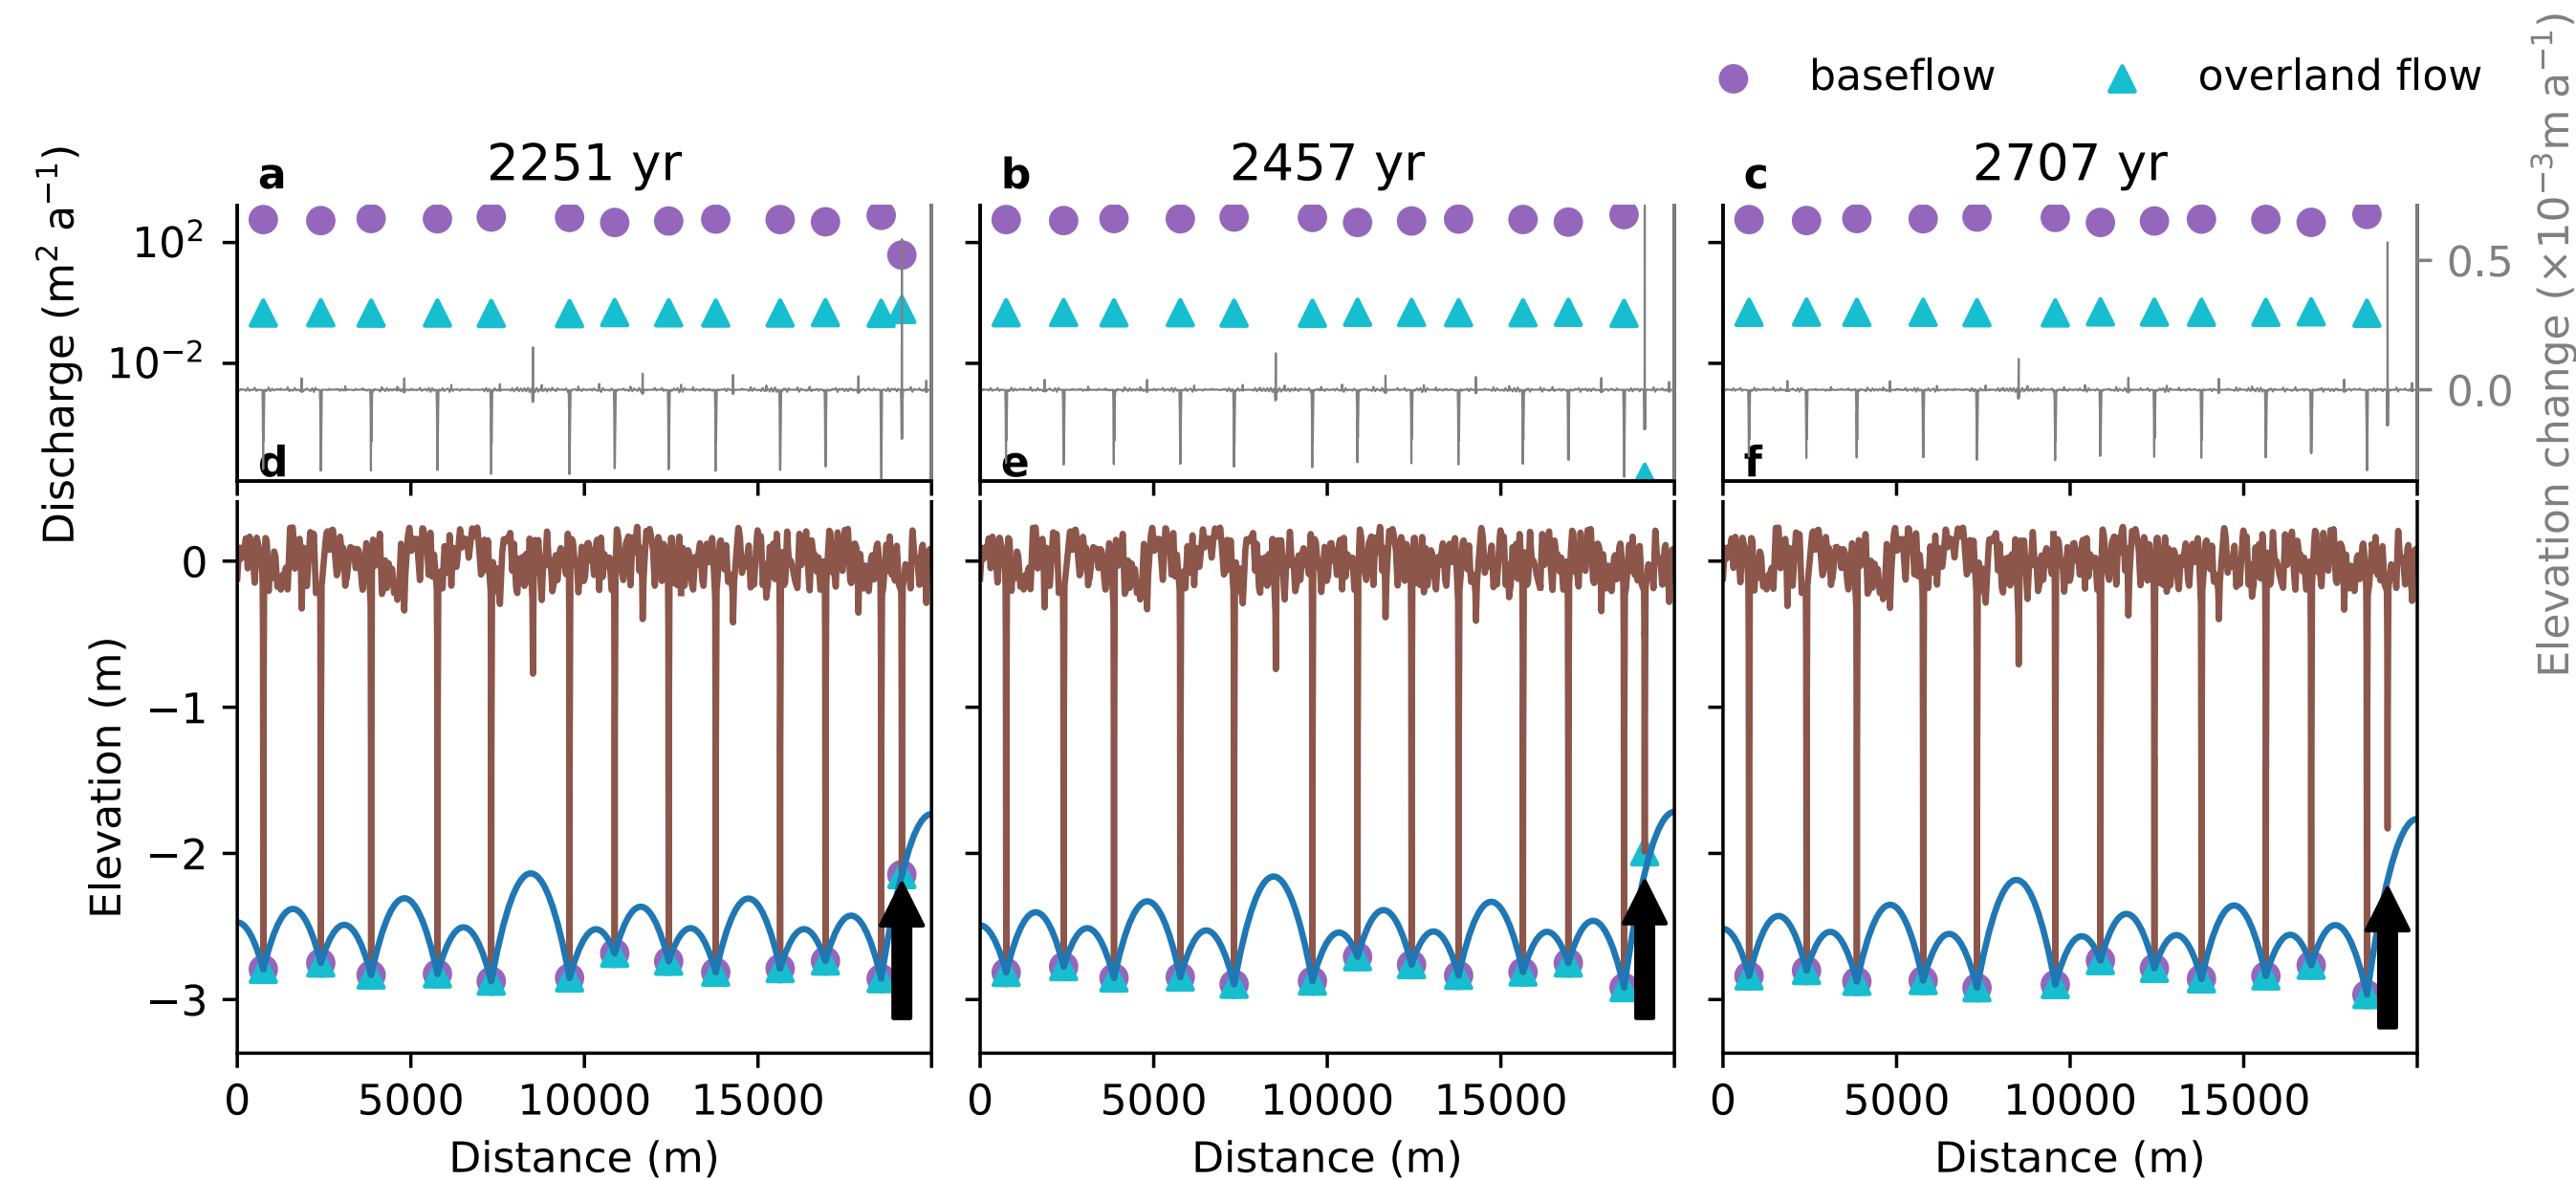 baseflow
overland flow
a
2251 yr
b
2457 yr
c
2707 yr
Discharge (m² a⁻¹)
10²
10⁻²
0.5
0.0
Elevation change (×10⁻³m a⁻¹)
d
e
f
Elevation (m)
0
−1
−2
−3
0 5000 10000 15000
0 5000 10000 15000
0 5000 10000 15000
Distance (m)
Distance (m)
Distance (m)